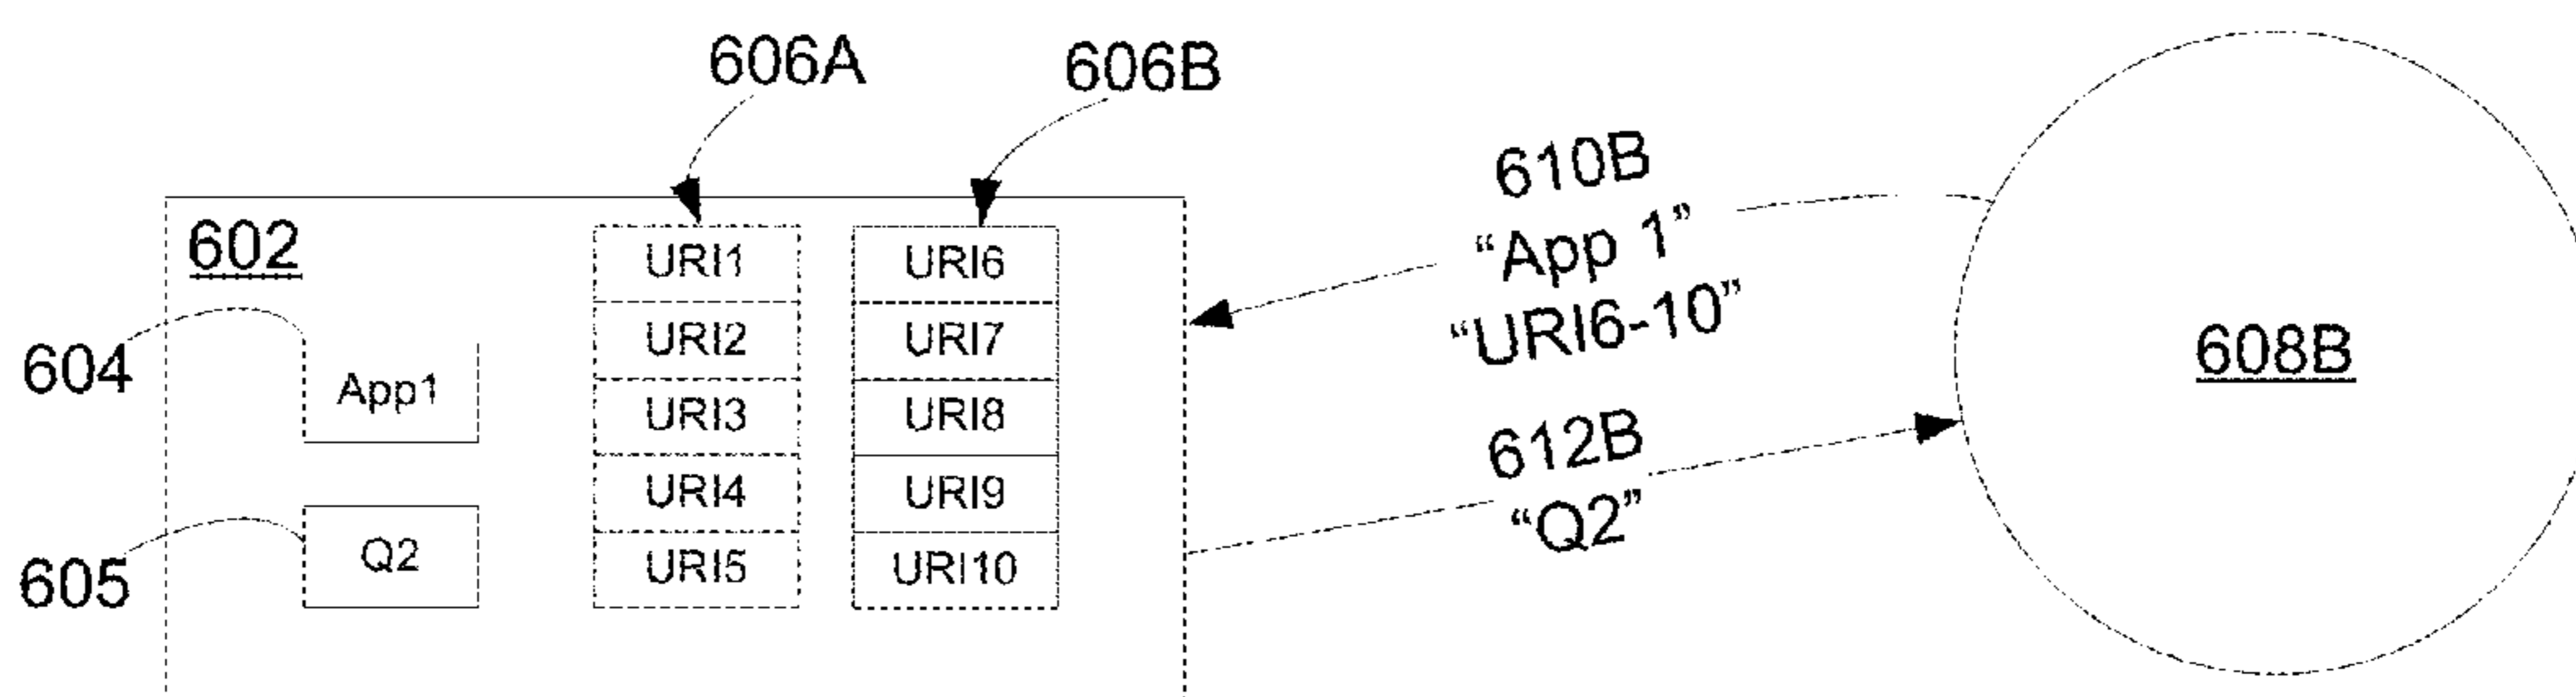 606A
606B
602
604
App1
605
Q2
URI1
URI2
URI3
URI4
URI5
URI6
URI7
URI8
URI9
URI10
610B
“App 1”
“URI6-10”
612B
“Q2”
608B